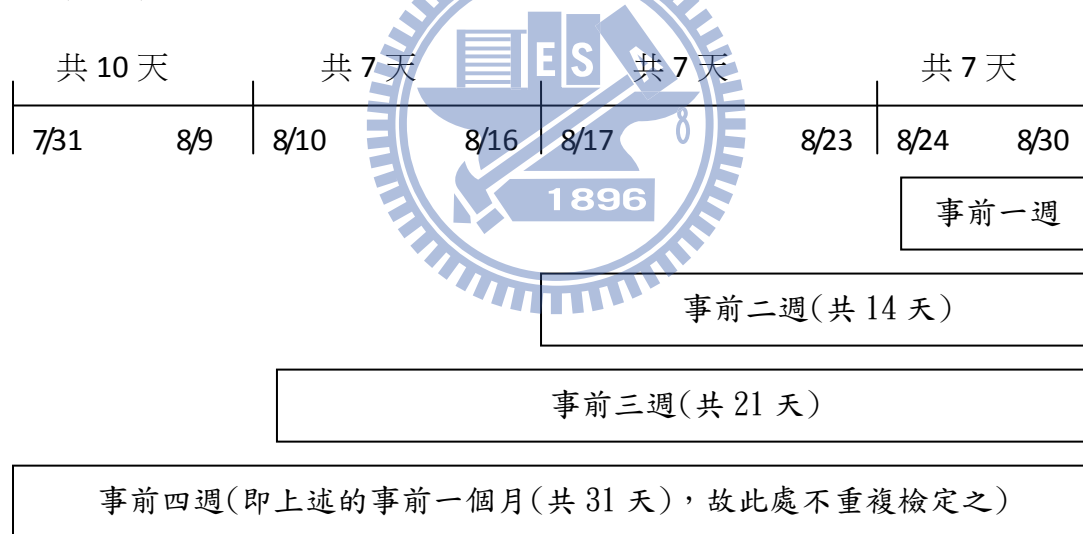 共 10 天 共 7 天 共 7 天 共 7 天
7/31 8/9 8/10 8/16 8/17 8/23 8/24 8/30
ES
1896
事前一週
事前二週(共 14 天)
事前三週(共 21 天)
事前四週(即上述的事前一個月(共 31 天)，故此處不重複檢定之)